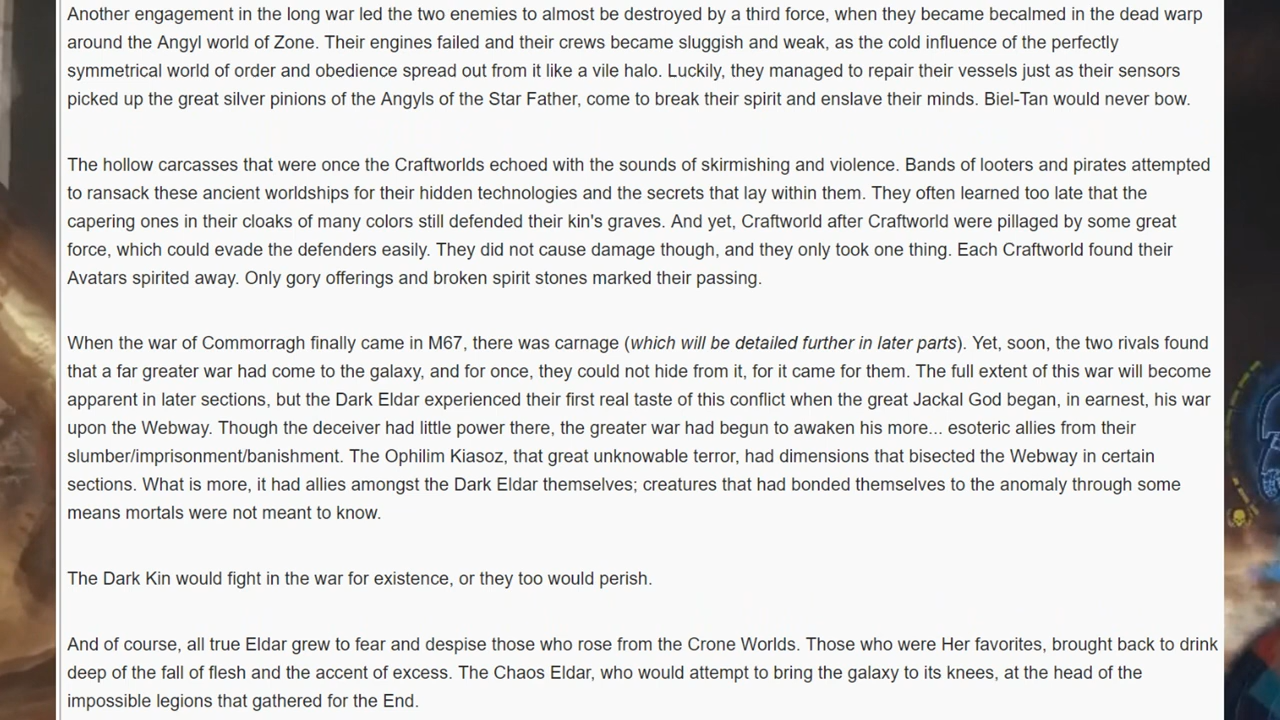 Another engagement in the long war led the two enemies to almost be destroyed by a third force, when they became becalmed in the dead warp
around the Angyl world of Zone. Their engines failed and their crews became sluggish and weak, as the cold influence of the perfectly
symmetrical world of order and obedience spread out from it like a vile halo. Luckily, they managed to repair their vessels just as their sensors
picked up the great silver pinions of the Angyls of the Star Father, come to break their spirit and enslave their minds. Biel-Tan would never bow.
The hollow carcasses that were once the Craftworlds echoed with the sounds of skirmishing and violence. Bands of looters and pirates attempted
to ransack these ancient worldships for their hidden technologies and the secrets that lay within them. They often learned too late that the
capering ones in their cloaks of many colors still defended their kin's graves. And yet, Craftworld after Craftworld were pillaged by some great
force, which could evade the defenders easily. They did not cause damage though, and they only took one thing. Each Craftworld found their
Avatars spirited away. Only gory offerings and broken spirit stones marked their passing.
When the war of Commorragh finally came in M67, there was carnage (which will be detailed further in later parts). Yet, soon, the two rivals found
that a far greater war had come to the galaxy, and for once, they could not hide from it, for it came for them. The full extent of this war will become
apparent in later sections, but the Dark Eldar experienced their first real taste of this conflict when the great Jackal God began, in earnest, his war
upon the Webway. Though the deceiver had little power there, the greater war had begun to awaken his more... esoteric allies from their
slumber/imprisonment/banishment. The Ophilim Kiasoz, that great unknowable terror, had dimensions that bisected the Webway in certain
sections. What is more, it had allies amongst the Dark Eldar themselves; creatures that had bonded themselves to the anomaly through some
means mortals were not meant to know.
The Dark Kin would fight in the war for existence, or they too would perish.
And of course, all true Eldar grew to fear and despise those who rose from the Crone Worlds. Those who were Her favorites, brought back to drink
deep of the fall of flesh and the accent of excess. The Chaos Eldar, who would attempt to bring the galaxy to its knees, at the head of the
impossible legions that gathered for the End.